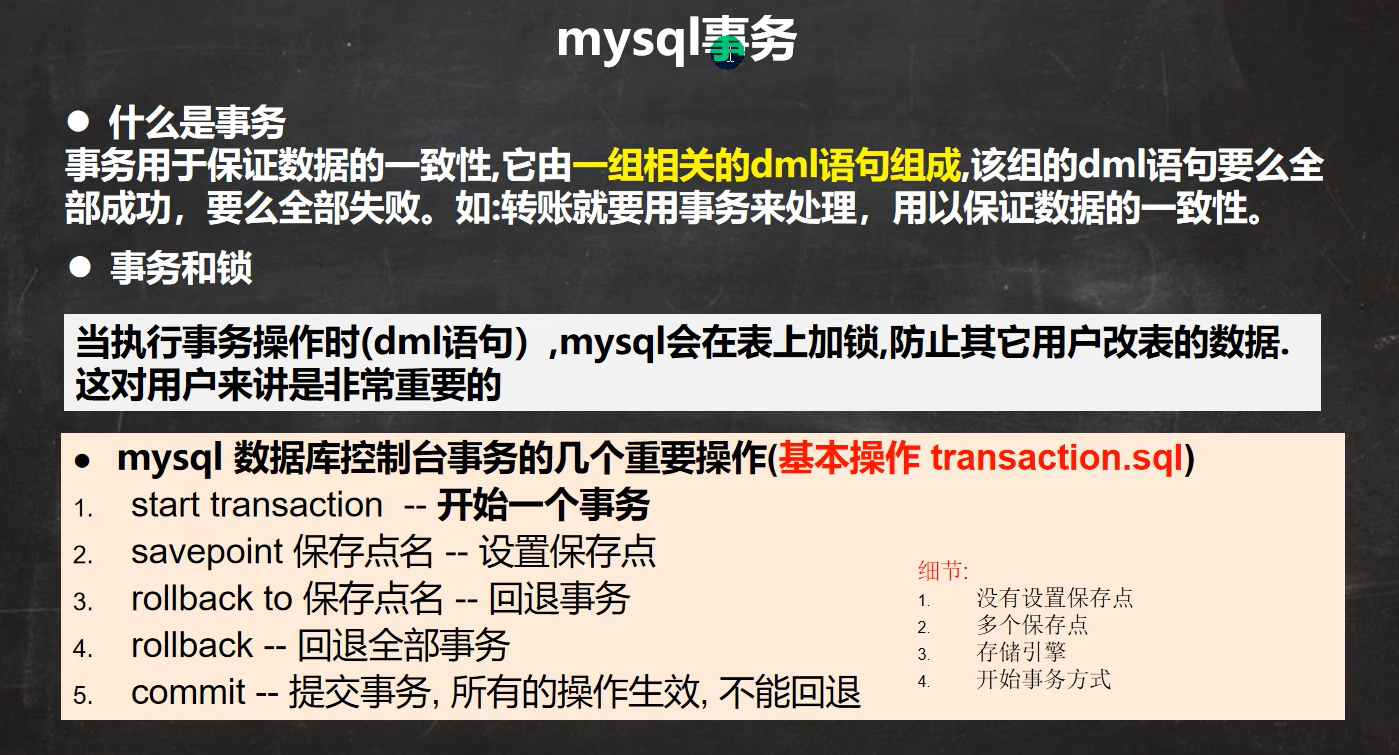 mysql事务
● 什么是事务
事务用于保证数据的一致性,它由一组相关的dml语句组成,该组的dml语句要么全
部成功，要么全部失败。如:转账就要用事务来处理，用以保证数据的一致性。
● 事务和锁
当执行事务操作时(dml语句）,mysql会在表上加锁,防止其它用户改表的数据.
这对用户来讲是非常重要的
● mysql 数据库控制台事务的几个重要操作(基本操作 transaction.sql)
1. start transaction -- 开始一个事务
2. savepoint 保存点名 -- 设置保存点
3. rollback to 保存点名 -- 回退事务
4. rollback -- 回退全部事务
5. commit -- 提交事务, 所有的操作生效, 不能回退
细节:
1. 没有设置保存点
2. 多个保存点
3. 存储引擎
4. 开始事务方式